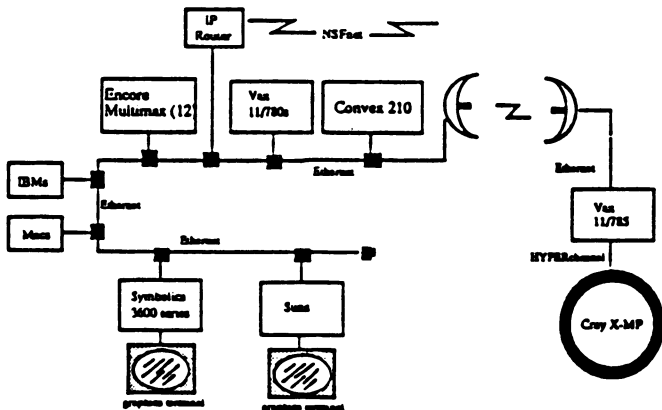 IP
Router
NSFnet
Encore
Multimax (12)
Vax
11/780s
Convex 210
Ethernet
Ethernet
IBMs
Ethernet
Macs
Ethernet
Vax
11/785
HYPERchannel
Symbolics
3600 series
Suns
Cray X-MP